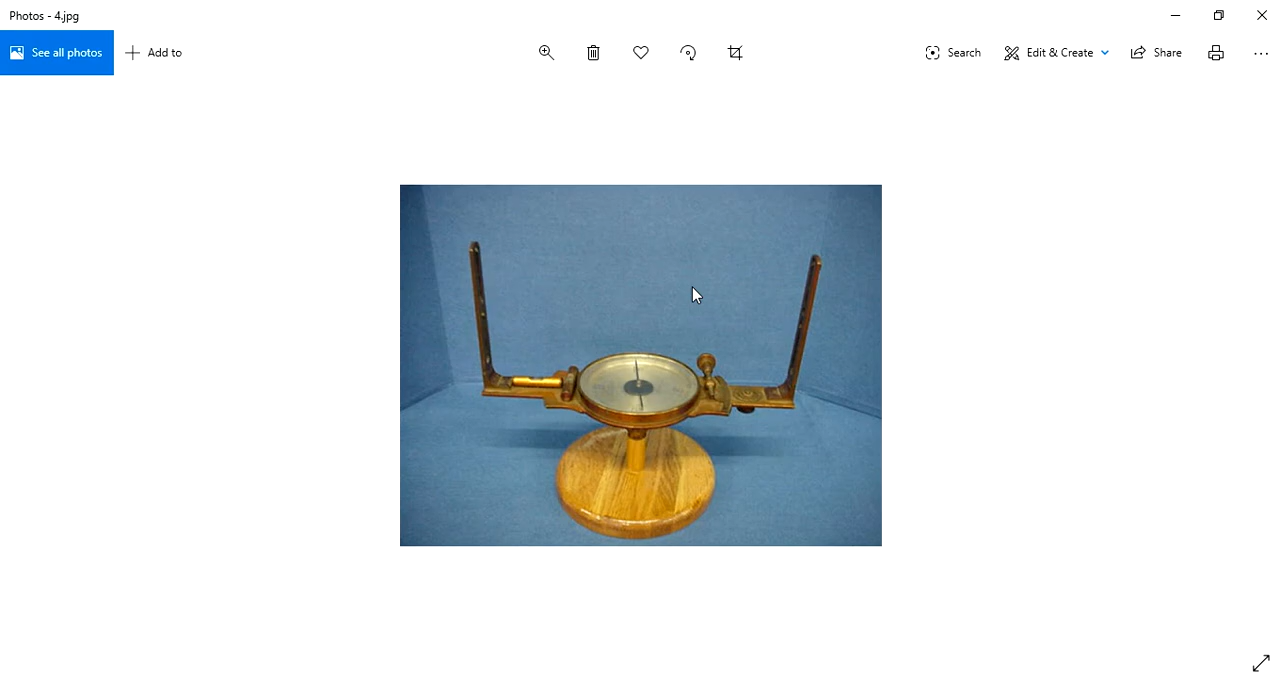 Photos - 4.jpg
See all photos
Add to
Search
Edit & Create
Share